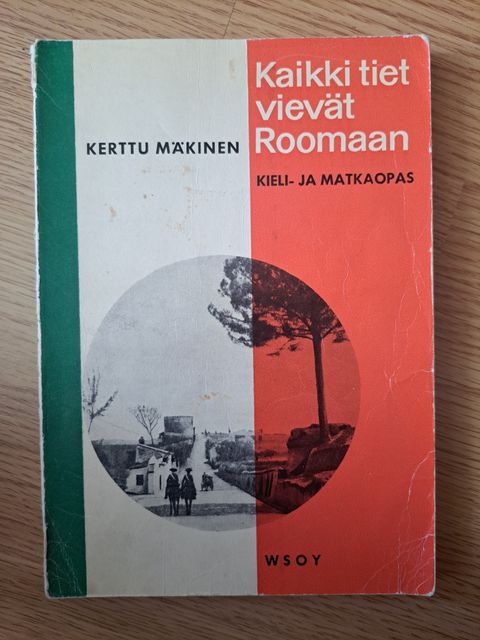 Kaikki tiet
vievät
Roomaan
KERTTU MÄKINEN
KIELI- JA MATKAOPAS
WSOY